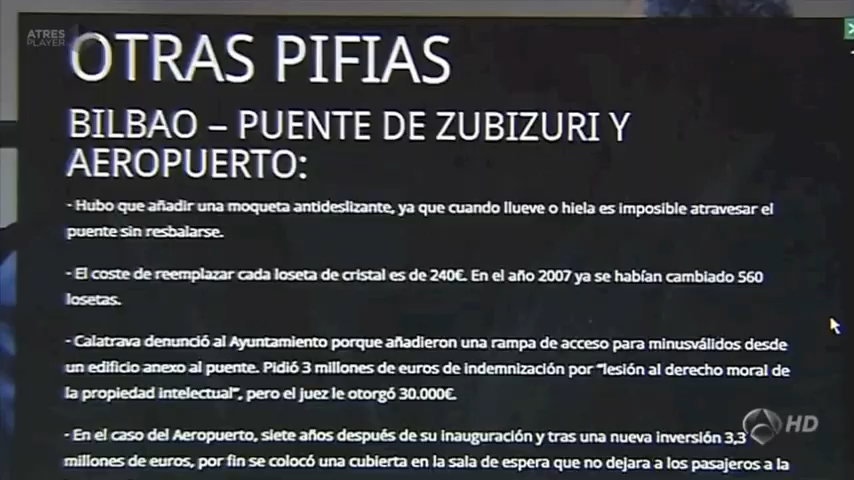 ATRES
PLAYER
OTRAS PIFIAS
BILBAO – PUENTE DE ZUBIZURI Y
AEROPUERTO:
- Hubo que añadir una moqueta antideslizante, ya que cuando llueve o hiela es imposible atravesar el
puente sin resbalarse.
- El coste de reemplazar cada loseta de cristal es de 240€. En el año 2007 ya se habían cambiado 560
losetas.
- Calatrava denunció al Ayuntamiento porque añadieron una rampa de acceso para minusválidos desde
un edificio anexo al puente. Pidió 3 millones de euros de indemnización por "lesión al derecho moral de
la propiedad intelectual", pero el juez le otorgó 30.000€.
- En el caso del Aeropuerto, siete años después de su inauguración y tras una nueva inversión 3,3
millones de euros, por fin se colocó una cubierta en la sala de espera que no dejara a los pasajeros a la
HD